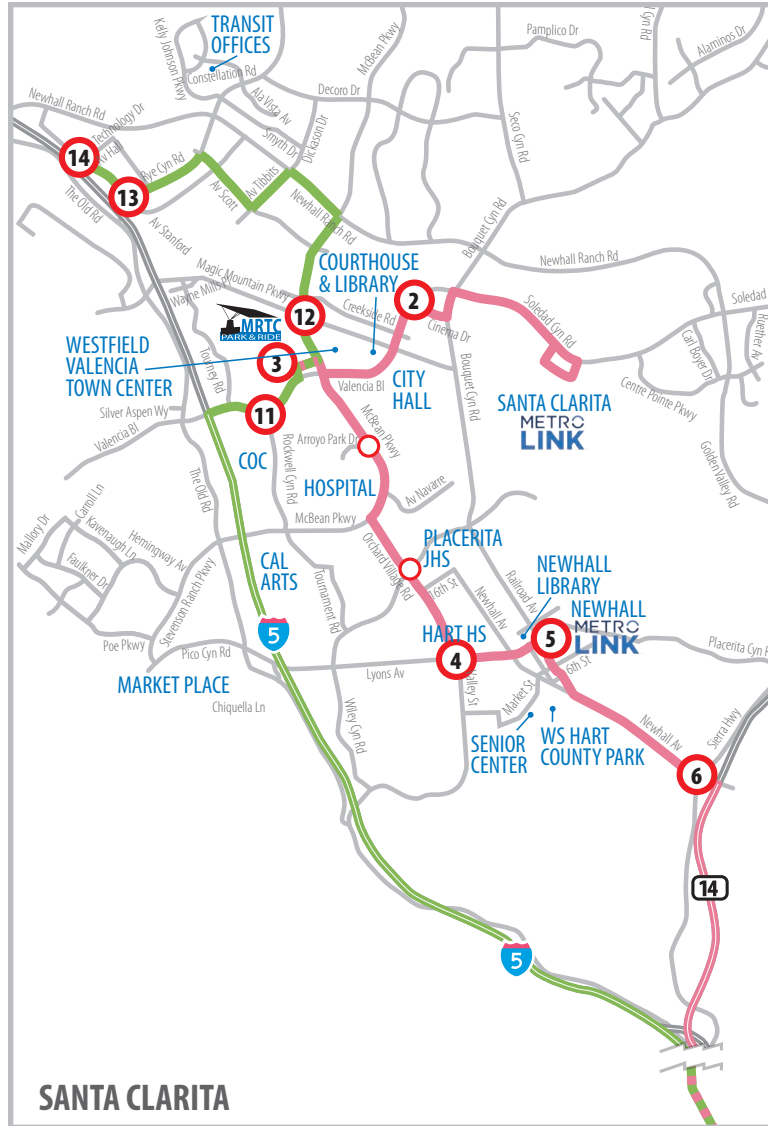 TRANSIT
OFFICES
Kelly Johnson Pkwy
Constellation Rd
McBean Pkwy
Pamplico Dr
Alaminos Dr
Decoro Dr
Newhall Ranch Rd
Technology Dr
Av Hall
Ala Vista Av
Smyth Dr
Dickason Dr
Seco Cyn Rd
14
Rye Cyn Rd
13
The Old Rd
Av Scott
Av Tibbits
Newhall Ranch Rd
Av Stanford
Bouquet Cyn Rd
Newhall Ranch Rd
COURTHOUSE
& LIBRARY
Magic Mountain Pkwy
Wayne Mills Pl
Creekside Rd
2
Cinema Dr
Soledad Cyn Rd
Soledad
Ruether Av
Carl Boyer Dr
12
MRTC
PARK & RIDE
3
WESTFIELD
VALENCIA
TOWN CENTER
Tourney Rd
Valencia Bl
CITY
HALL
Bouquet Cyn Rd
Centre Pointe Pkwy
SANTA CLARITA
METRO
LINK
Silver Aspen Wy
Valencia Bl
11
COC
Rockwell Cyn Rd
Arroyo Park Dr
McBean Pkwy
Golden Valley Rd
The Old Rd
HOSPITAL
Av Navarre
McBean Pkwy
Mallory Dr
Carroll Ln
Kavenaugh Ln
Hemingway Av
Faulkner Dr
Stevenson Ranch Pkwy
CAL
ARTS
Tournament Rd
Orchard Village Rd
PLACERITA
JHS
16th St
Newhall Av
Railroad Av
NEWHALL
LIBRARY
NEWHALL
METRO
LINK
5
5
HART HS
4
6th St
Placerita Cyn
Poe Pkwy
Pico Cyn Rd
Lyons Av
MARKET PLACE
Chiquella Ln
Wiley Cyn Rd
Valley St
Market St
SENIOR
CENTER
WS HART
COUNTY PARK
Newhall Av
Sierra Hwy
6
14
5
SANTA CLARITA